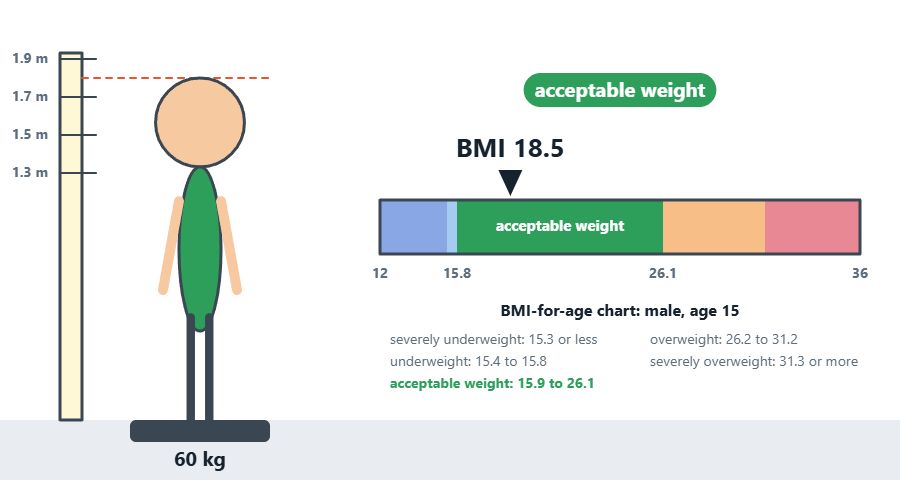 1.9 m
1.7 m
1.5 m
1.3 m
60 kg
acceptable weight
BMI 18.5
acceptable weight
12 15.8 26.1 36
BMI-for-age chart: male, age 15
severely underweight: 15.3 or less
underweight: 15.4 to 15.8
acceptable weight: 15.9 to 26.1
overweight: 26.2 to 31.2
severely overweight: 31.3 or more